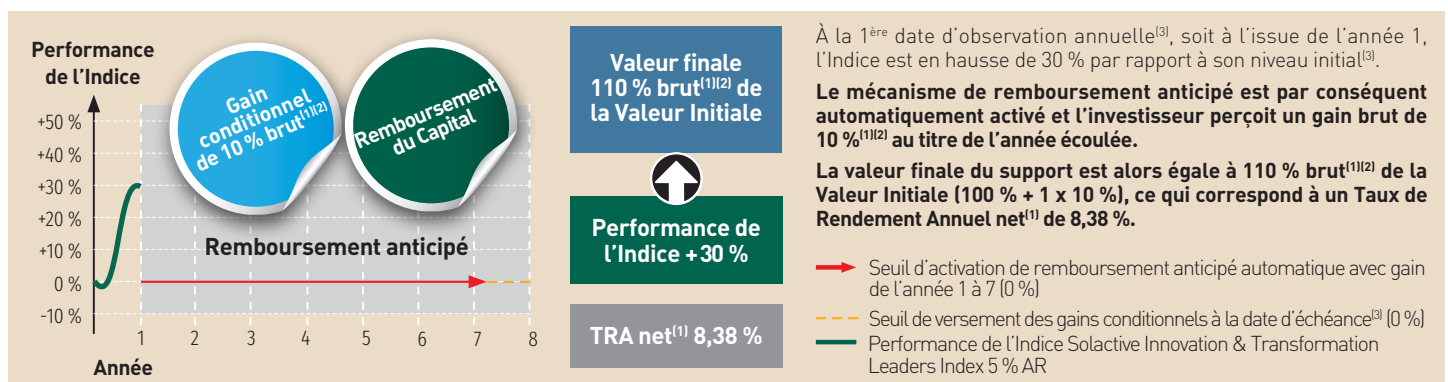 Performance
de l'Indice
+50 %
+40 %
+30 %
+20 %
+10 %
0 %
-10 %
Gain
conditionnel
de 10 % brut(1)(2)
Remboursement
du Capital
Remboursement anticipé
1
2
3
4
5
6
7
8
Année
Valeur finale
110 % brut(1)(2) de
la Valeur Initiale
Performance de
l'Indice +30 %
TRA net(1) 8,38 %
À la 1ère date d'observation annuelle(3), soit à l'issue de l'année 1,
l'Indice est en hausse de 30 % par rapport à son niveau initial(3).
Le mécanisme de remboursement anticipé est par conséquent
automatiquement activé et l'investisseur perçoit un gain brut de
10 %(1)(2) au titre de l'année écoulée.
La valeur finale du support est alors égale à 110 % brut(1)(2) de la
Valeur Initiale (100 % + 1 x 10 %), ce qui correspond à un Taux de
Rendement Annuel net(1) de 8,38 %.
Seuil d'activation de remboursement anticipé automatique avec gain
de l'année 1 à 7 (0 %)
Seuil de versement des gains conditionnels à la date d'échéance(3) (0 %)
Performance de l'Indice Solactive Innovation & Transformation
Leaders Index 5 % AR